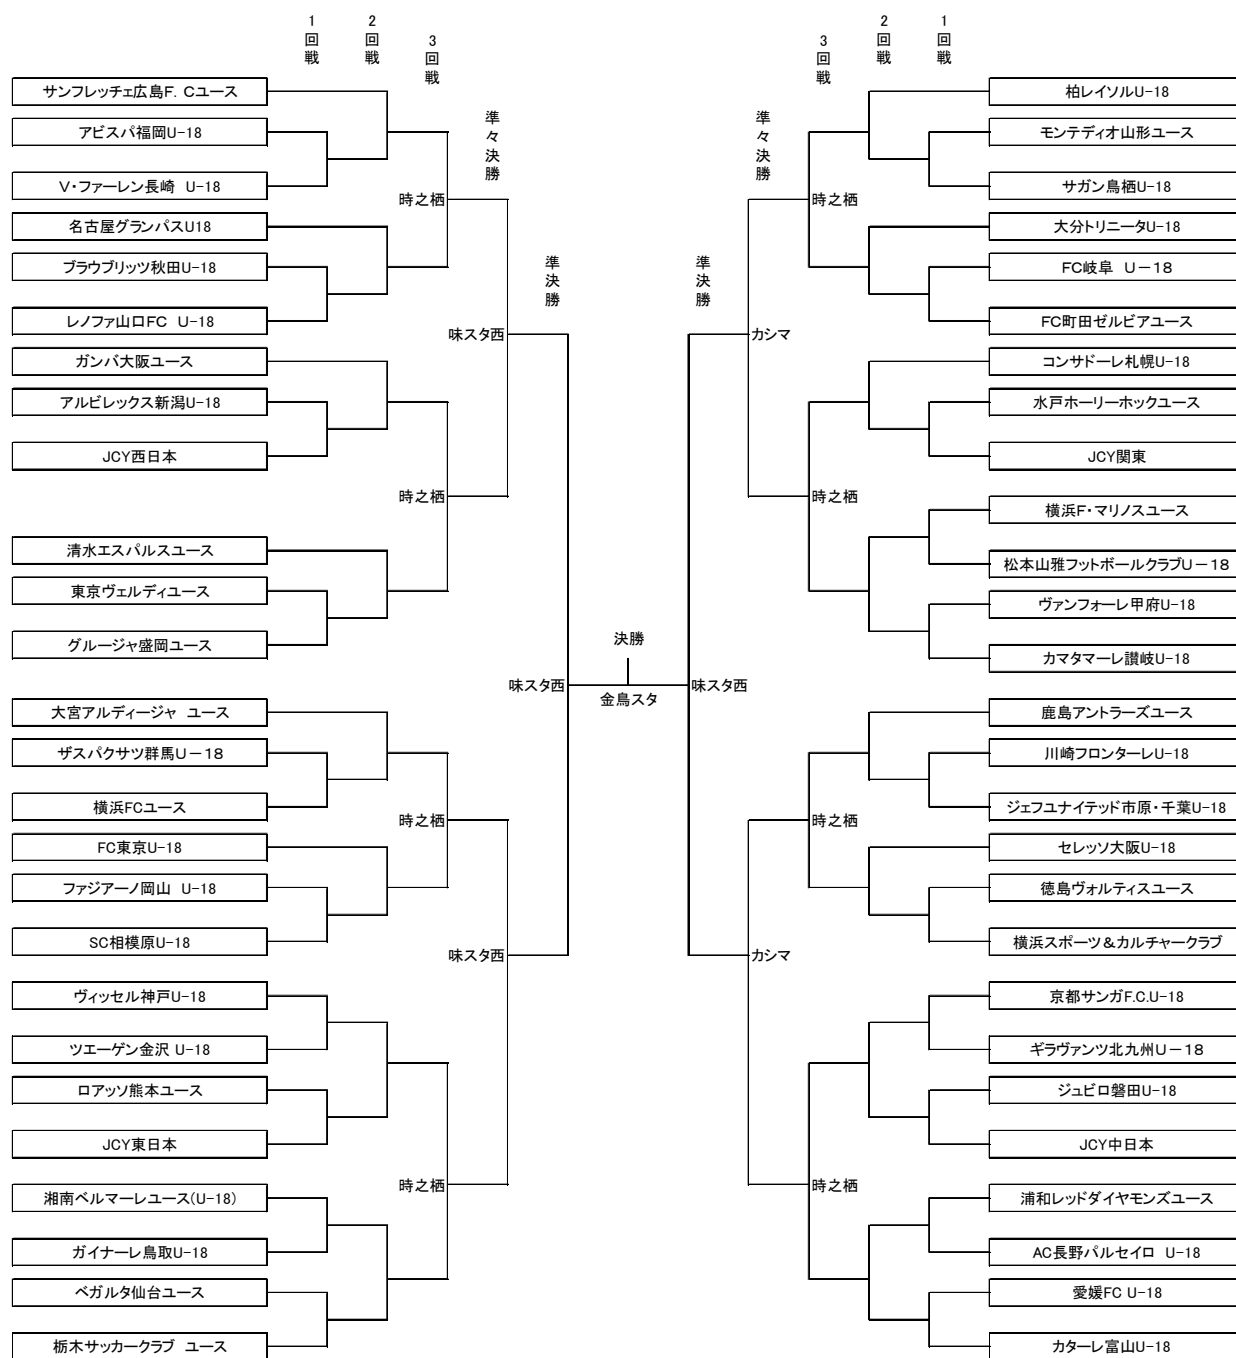 1回戦
2回戦
3回戦
準々決勝
準決勝
サンフレッチェ広島F. Cユース
アビスパ福岡U-18
V・ファーレン長崎 U-18
名古屋グランパスU18
ブラウブリッツ秋田U-18
レノファ山口FC U-18
ガンバ大阪ユース
アルビレックス新潟U-18
JCY西日本
清水エスパルスユース
東京ヴェルディユース
グルージャ盛岡ユース
大宮アルディージャ ユース
ザスパクサツ群馬U-18
横浜FCユース
FC東京U-18
ファジアーノ岡山 U-18
SC相模原U-18
ヴィッセル神戸U-18
ツエーゲン金沢 U-18
ロアッソ熊本ユース
JCY東日本
湘南ベルマーレユース(U-18)
ガイナーレ鳥取U-18
ベガルタ仙台ユース
栃木サッカークラブ ユース
時之栖
時之栖
時之栖
時之栖
味スタ西
味スタ西
味スタ西
決勝
金鳥スタ
味スタ西
準決勝
準々決勝
3回戦
2回戦
1回戦
カシマ
カシマ
時之栖
時之栖
時之栖
時之栖
柏レイソルU-18
モンテディオ山形ユース
サガン鳥栖U-18
大分トリニータU-18
FC岐阜 U-18
FC町田ゼルビアユース
コンサドーレ札幌U-18
水戸ホーリーホックユース
JCY関東
横浜F・マリノスユース
松本山雅フットボールクラブU-18
ヴァンフォーレ甲府U-18
カマタマーレ讃岐U-18
鹿島アントラーズユース
川崎フロンターレU-18
ジェフユナイテッド市原・千葉U-18
セレッソ大阪U-18
徳島ヴォルティスユース
横浜スポーツ&カルチャークラブ
京都サンガF.C.U-18
ギラヴァンツ北九州U-18
ジュビロ磐田U-18
JCY中日本
浦和レッドダイヤモンズユース
AC長野パルセイロ U-18
愛媛FC U-18
カターレ富山U-18